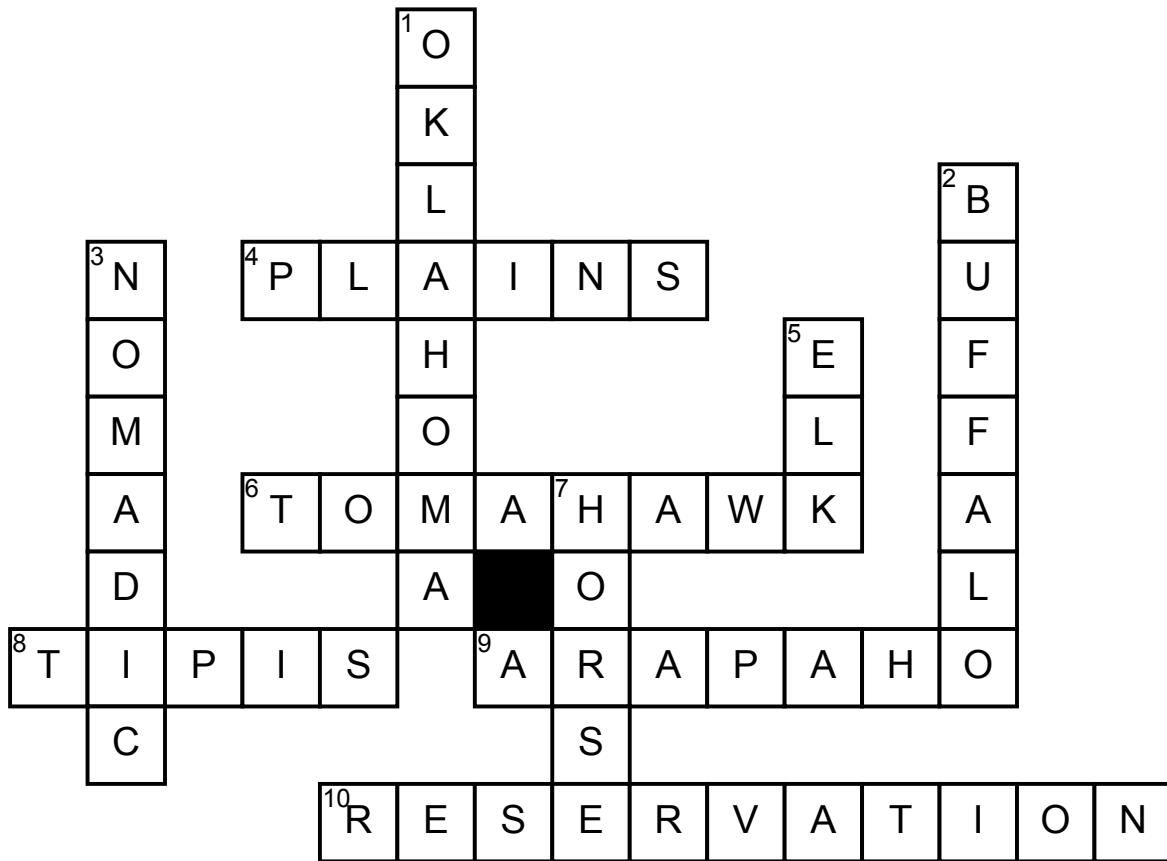 1 O
K
L 2 B
3 N 4 P L A I N S U
O H 5 E F
M O L F
A 6 T O M A 7 H A W K A
D A O L
8 T I P I S 9 A R A P A H O
C S
10 R E S E R V A T I O N